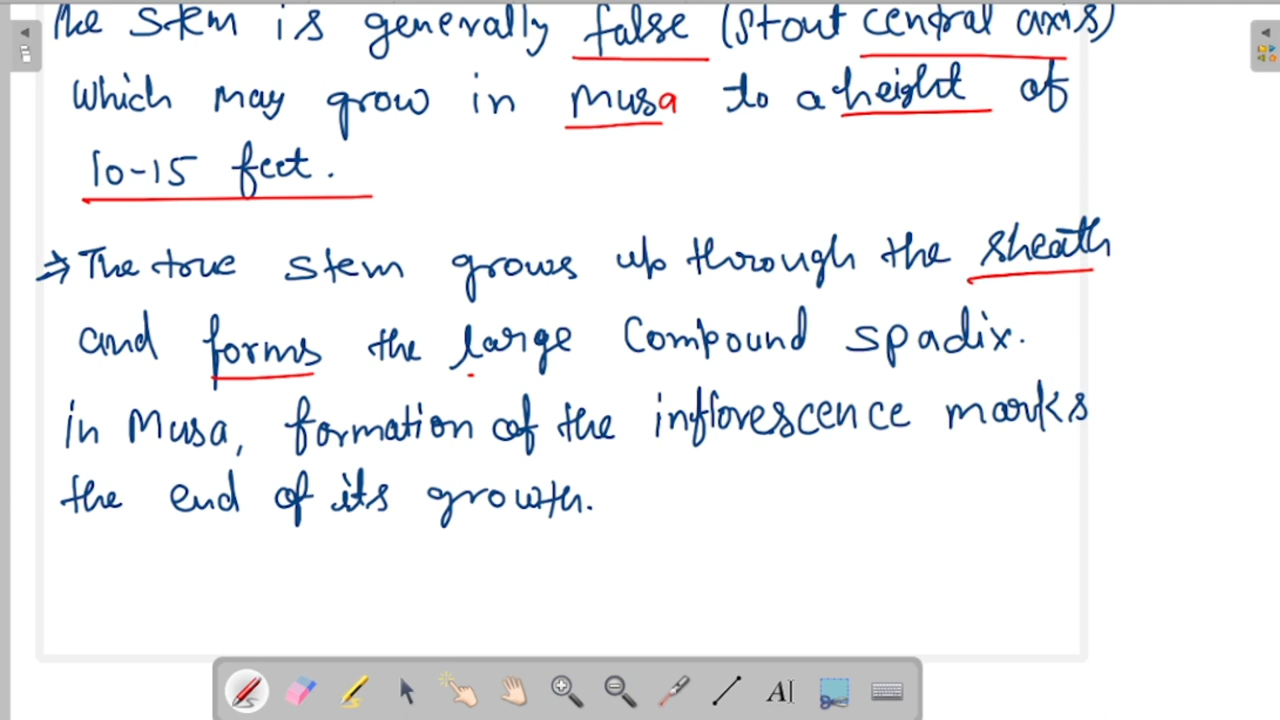 The stem is generally false (stout central axis)
which may grow in Musa to a height of
10-15 feet.
⇒ The true stem grows up through the sheath
and forms the large compound spadix.
in Musa, formation of the inflorescence marks
the end of its growth.
AI